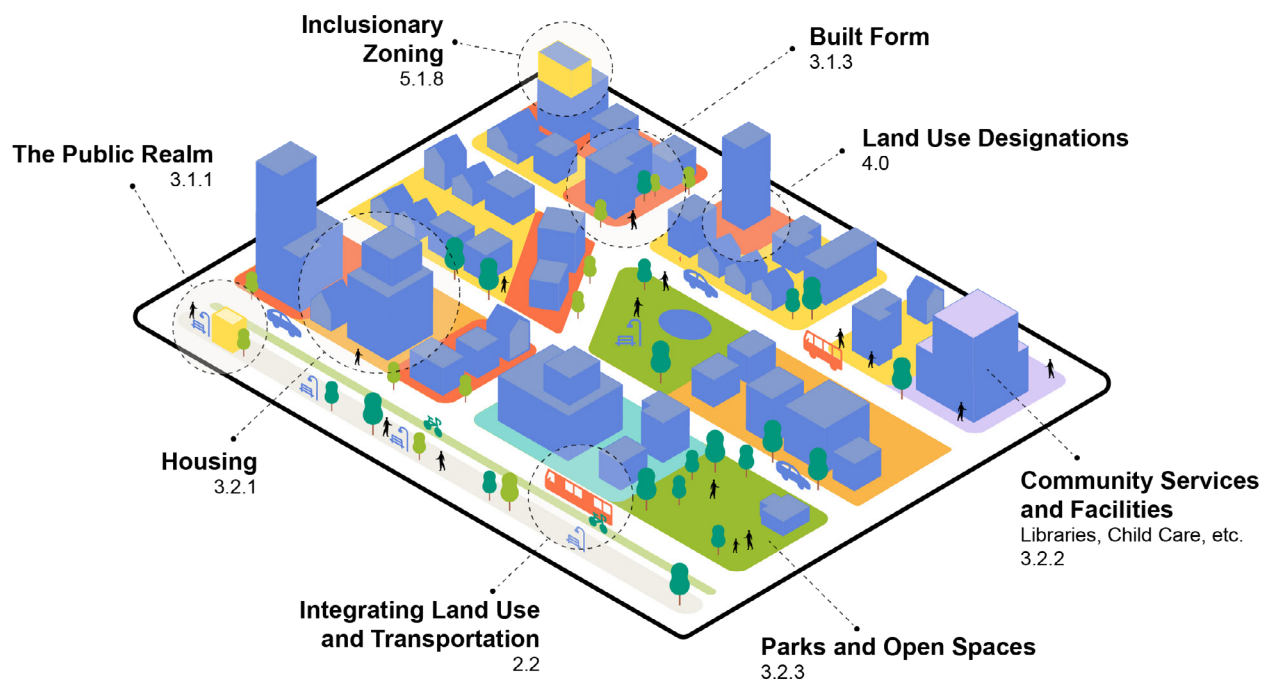 Inclusionary
Zoning
5.1.8
Built Form
3.1.3
The Public Realm
3.1.1
Land Use Designations
4.0
Housing
3.2.1
Community Services
and Facilities
Libraries, Child Care, etc.
3.2.2
Integrating Land Use
and Transportation
2.2
Parks and Open Spaces
3.2.3